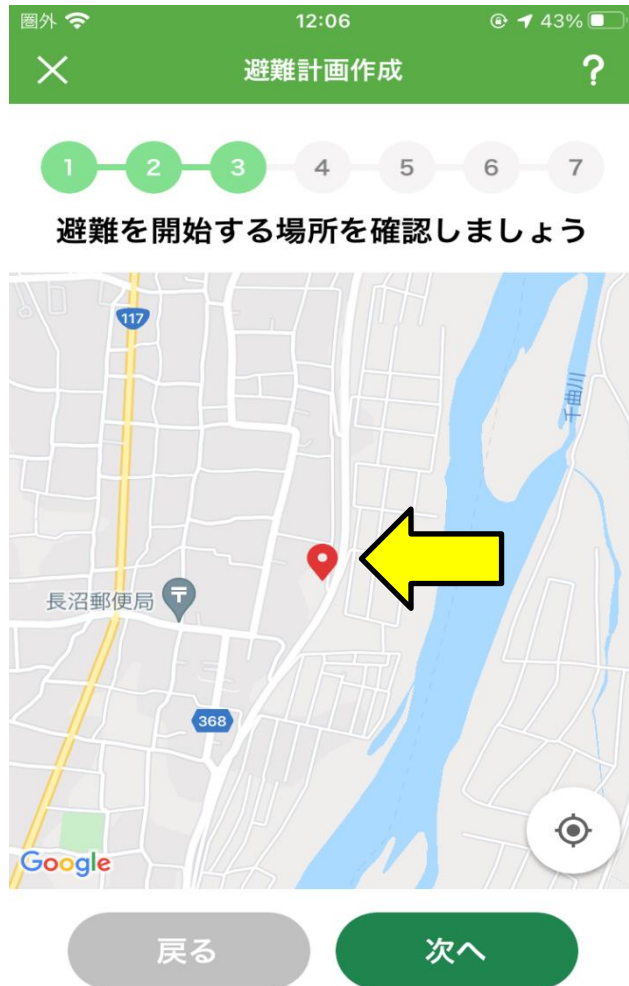 圏外 12:06 43%
避難計画作成 ?
1 2 3 4 5 6 7
避難を開始する場所を確認しましょう
117
千曲川
長沼郵便局 〒
368
Google
戻る 次へ